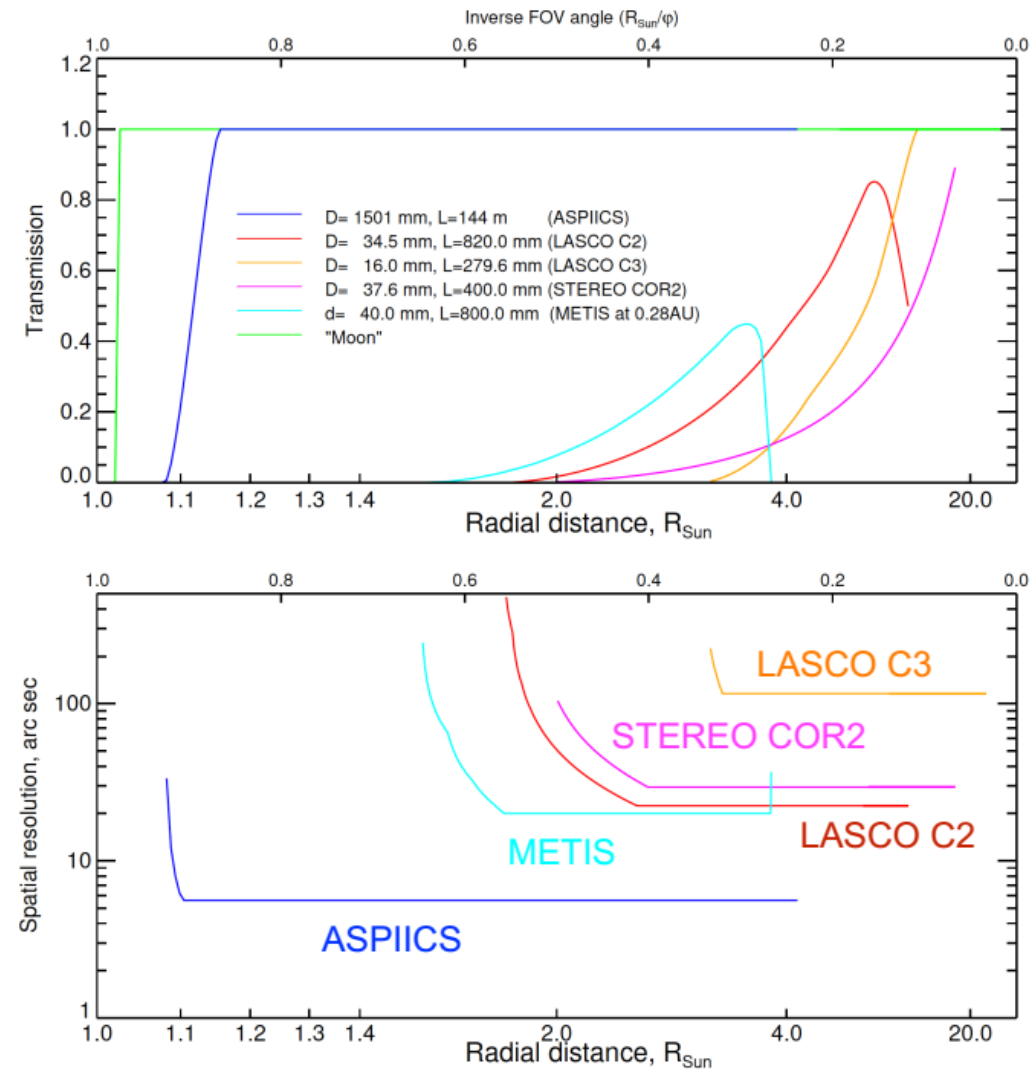 Inverse FOV angle (R_Sun/φ)
1.0 0.8 0.6 0.4 0.2 0.0
1.2
1.0
0.8
0.6
0.4
0.2
0.0
Transmission
D= 1501 mm, L=144 m (ASPIICS)
D= 34.5 mm, L=820.0 mm (LASCO C2)
D= 16.0 mm, L=279.6 mm (LASCO C3)
D= 37.6 mm, L=400.0 mm (STEREO COR2)
d= 40.0 mm, L=800.0 mm (METIS at 0.28AU)
"Moon"
1.0 1.1 1.2 1.3 1.4 2.0 4.0 20.0
Radial distance, R_Sun
1.0 0.8 0.6 0.4 0.2 0.0
100
10
1
Spatial resolution, arc sec
LASCO C3
STEREO COR2
LASCO C2
METIS
ASPIICS
1.0 1.1 1.2 1.3 1.4 2.0 4.0 20.0
Radial distance, R_Sun